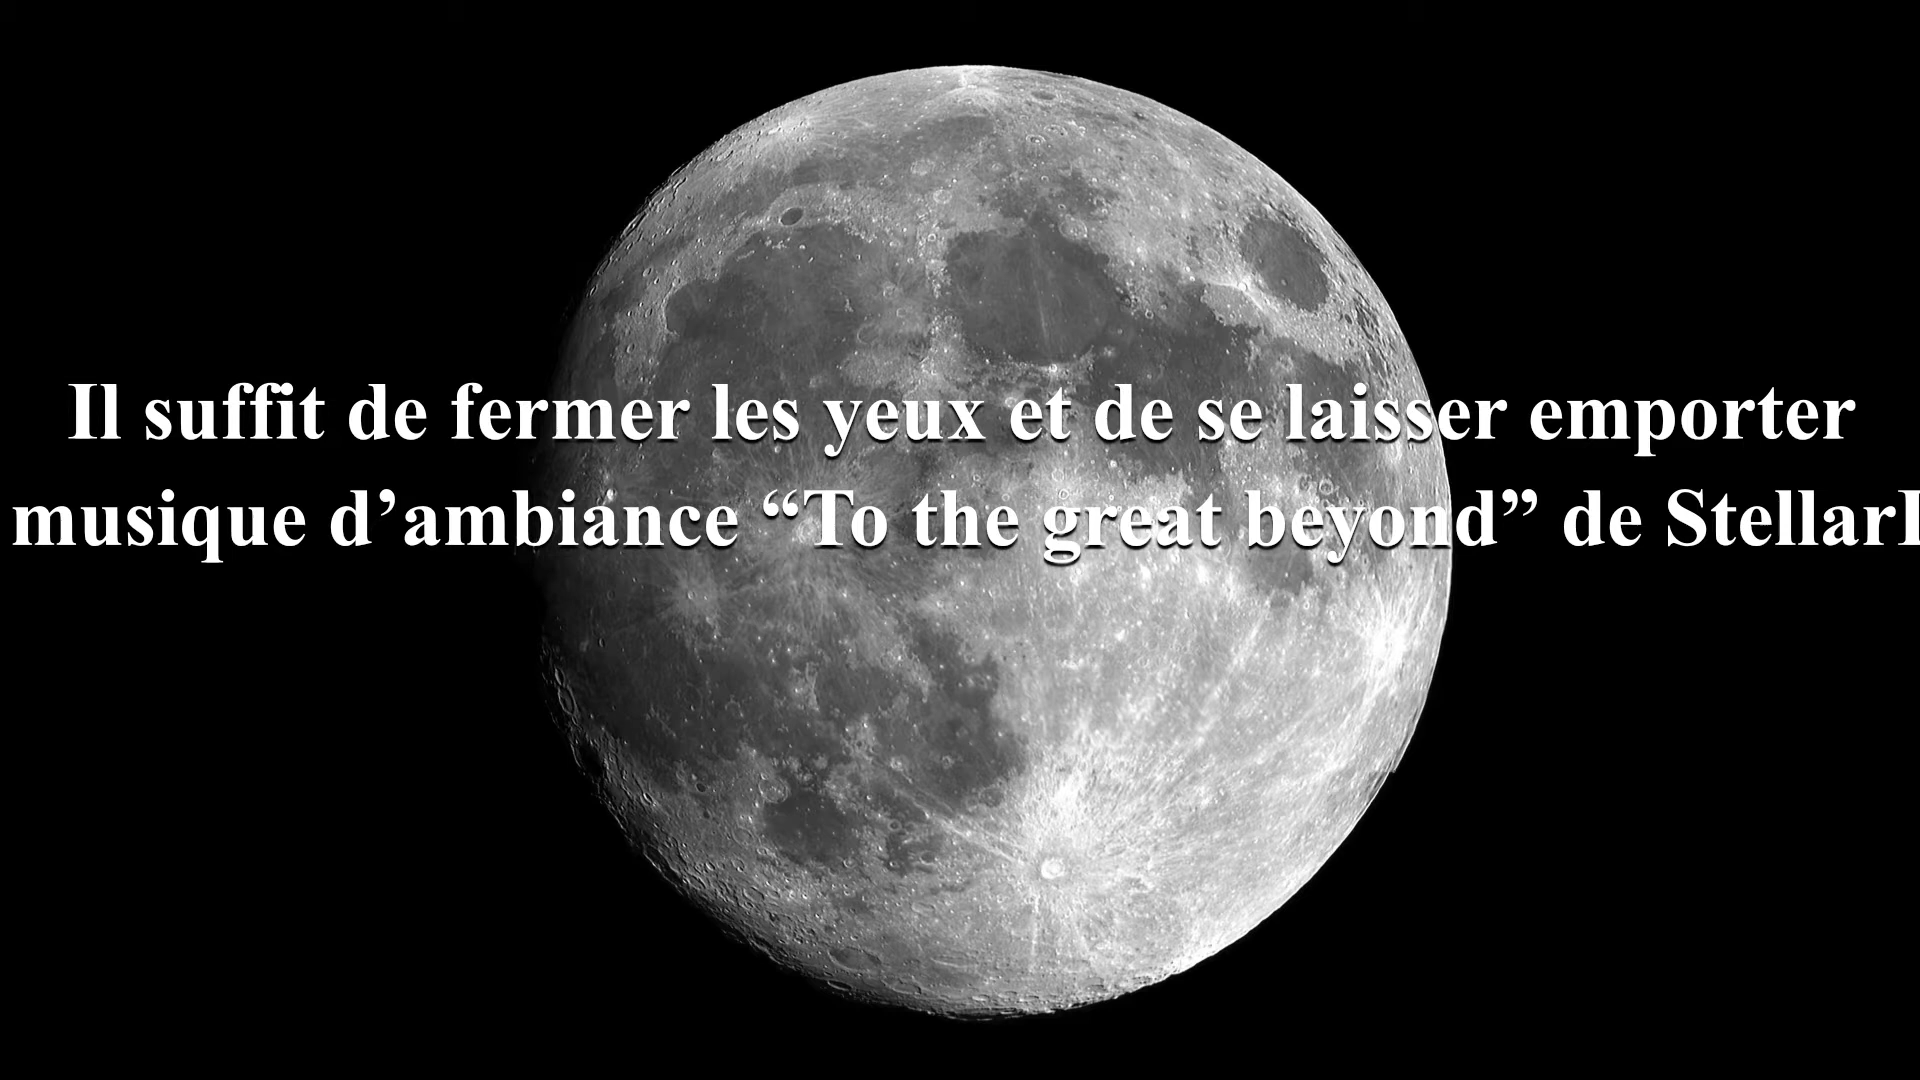 Il suffit de fermer les yeux et de se laisser emporter
musique d’ambiance “To the great beyond” de Stellar